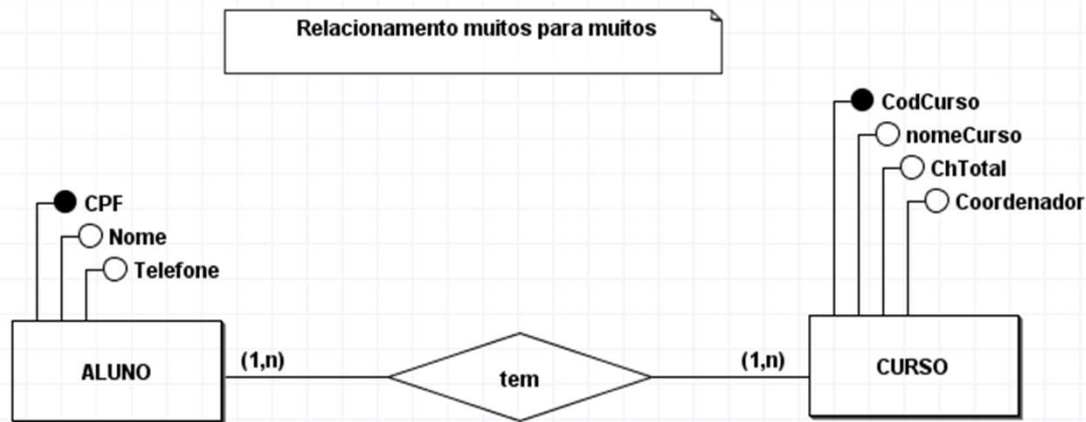 Relacionamento muitos para muitos
CodCurso
nomeCurso
ChTotal
Coordenador
CPF
Nome
Telefone
ALUNO
(1,n)
tem
(1,n)
CURSO